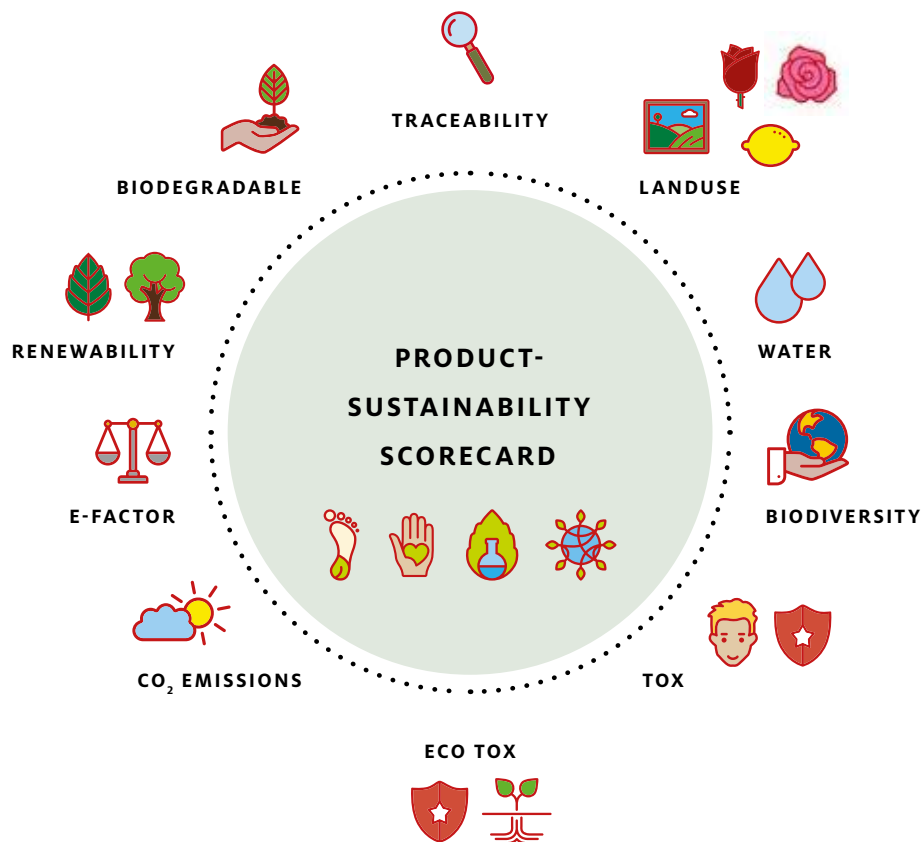 TRACEABILITY
BIODEGRADABLE
LANDUSE
RENEWABILITY
WATER
PRODUCT-
SUSTAINABILITY
SCORECARD
E-FACTOR
BIODIVERSITY
CO₂ EMISSIONS
TOX
ECO TOX